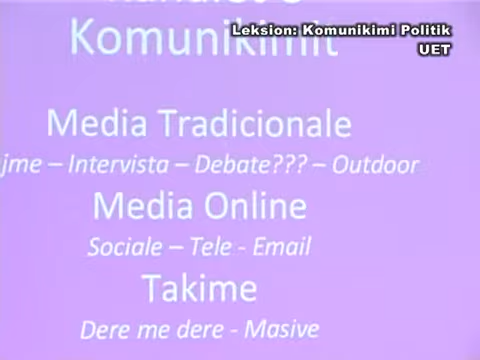 Leksion: Komunikimi Politik
UET
Komunikimit
Media Tradicionale
– Intervista – Debate??? – Outdoor
Media Online
Sociale – Tele - Email
Takime
Dere me dere - Masive